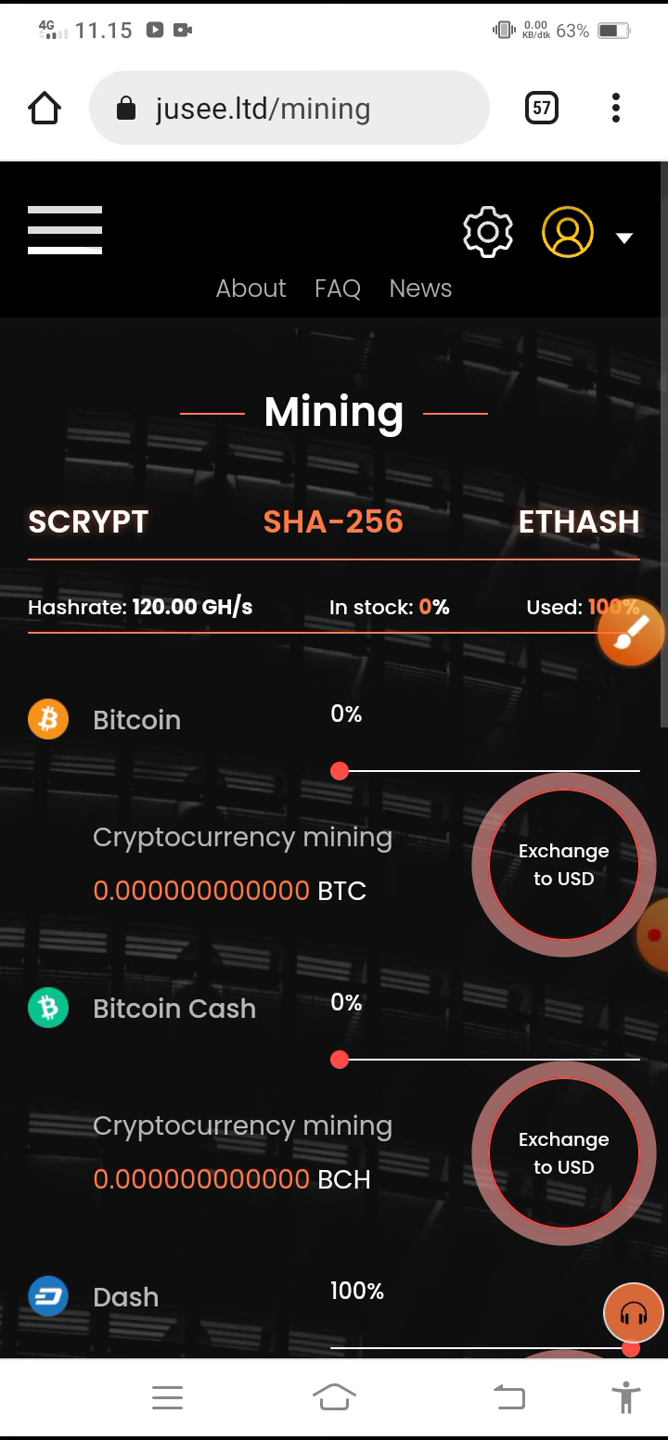 4G 11.15 0.00 KB/dtk 63%
jusee.ltd/mining 57
About FAQ News
Mining
SCRYPT SHA-256 ETHASH
Hashrate: 120.00 GH/s In stock: 0% Used: 100%
Bitcoin 0%
Cryptocurrency mining
0.000000000000 BTC
Exchange
to USD
Bitcoin Cash 0%
Cryptocurrency mining
0.000000000000 BCH
Exchange
to USD
Dash 100%